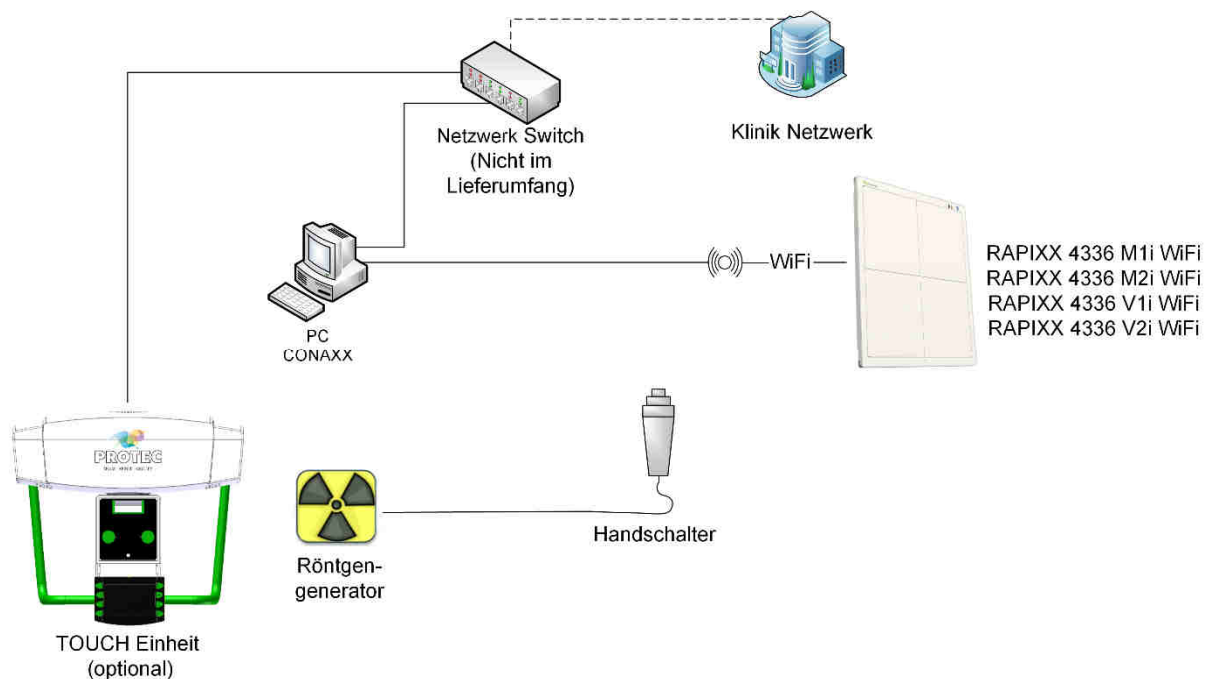 Netzwerk Switch
(Nicht im
Lieferumfang)
Klinik Netzwerk
WiFi
RAPIXX 4336 M1i WiFi
RAPIXX 4336 M2i WiFi
RAPIXX 4336 V1i WiFi
RAPIXX 4336 V2i WiFi
PC
CONAXX
PROTEC
Röntgen-
generator
Handschalter
TOUCH Einheit
(optional)